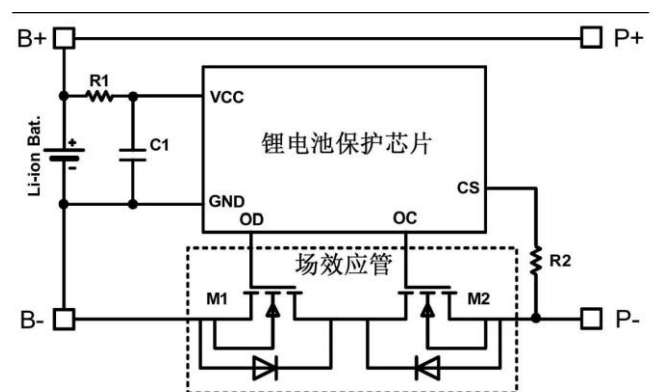 B+
P+
R1
VCC
Li-ion Bat.
+
-
C1
锂电池保护芯片
CS
GND
OD
OC
R2
场效应管
M1
M2
B-
P-